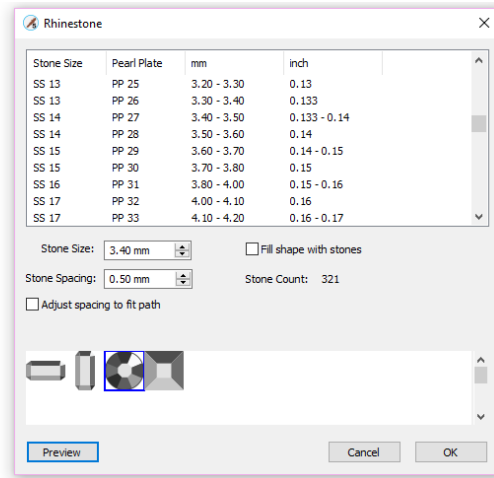 Rhinestone
Stone Size Pearl Plate mm inch
SS 13 PP 25 3.20 - 3.30 0.13
SS 13 PP 26 3.30 - 3.40 0.133
SS 14 PP 27 3.40 - 3.50 0.133 - 0.14
SS 14 PP 28 3.50 - 3.60 0.14
SS 15 PP 29 3.60 - 3.70 0.14 - 0.15
SS 15 PP 30 3.70 - 3.80 0.15
SS 16 PP 31 3.80 - 4.00 0.15 - 0.16
SS 17 PP 32 4.00 - 4.10 0.16
SS 17 PP 33 4.10 - 4.20 0.16 - 0.17
Stone Size: 3.40 mm Fill shape with stones
Stone Spacing: 0.50 mm Stone Count: 321
Adjust spacing to fit path
Preview Cancel OK